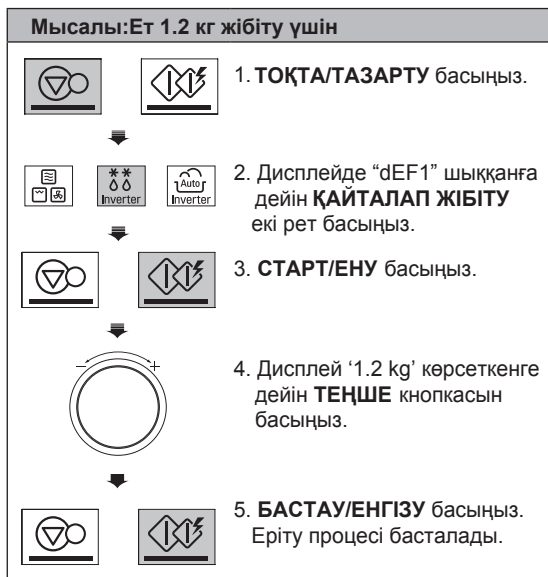 Мысалы:Ет 1.2 кг жібіту үшін
1. ТОҚТА/ТАЗАРТУ басыңыз.
Inverter
Auto
Inverter
2. Дисплейде “dEF1” шыққанға
дейін ҚАЙТАЛАП ЖІБІТУ
екі рет басыңыз.
3. СТАРТ/ЕНУ басыңыз.
- +
4. Дисплей ‘1.2 kg’ көрсеткенге
дейін ТЕҢШЕ кнопкасын
басыңыз.
5. БАСТАУ/ЕНГІЗУ басыңыз.
Еріту процесі басталады.